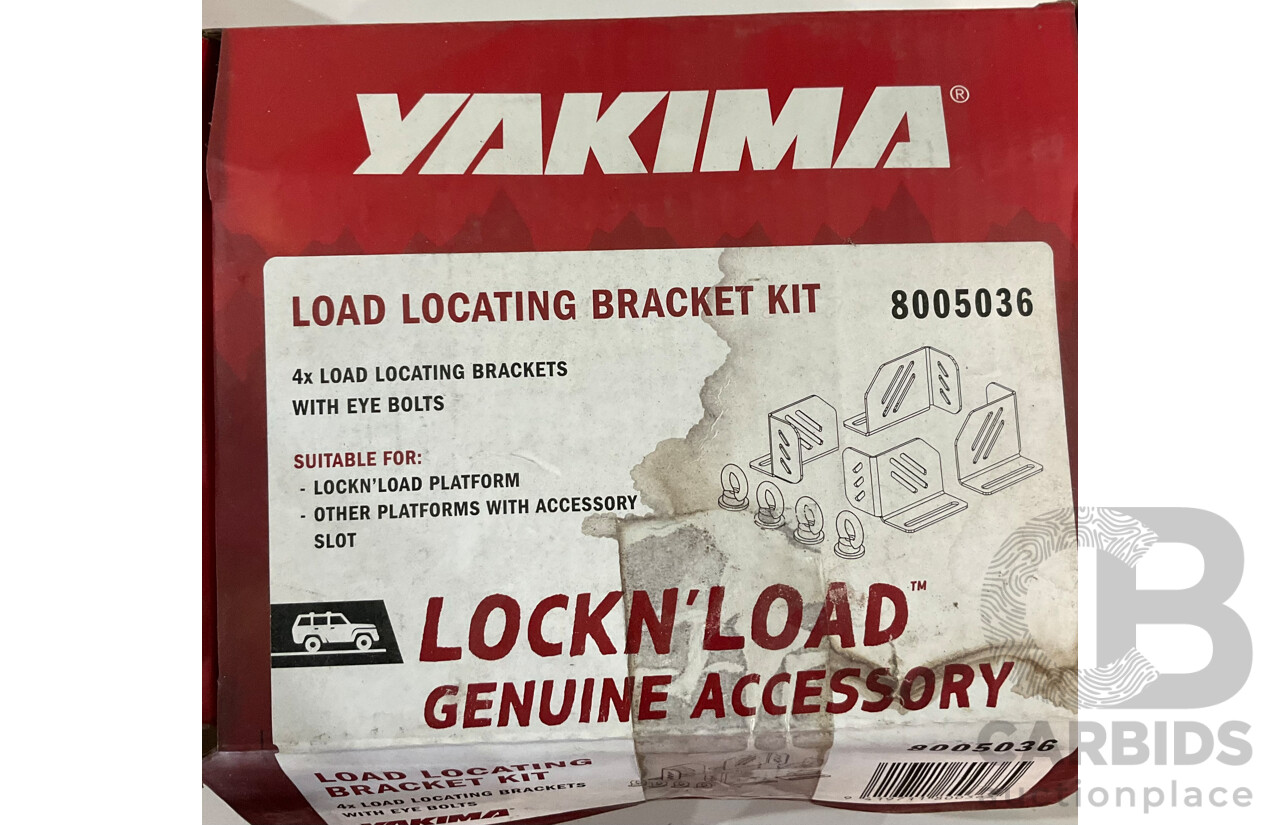 YAKIMA®
LOAD LOCATING BRACKET KIT 8005036
4x LOAD LOCATING BRACKETS
WITH EYE BOLTS
SUITABLE FOR:
- LOCKN'LOAD PLATFORM
- OTHER PLATFORMS WITH ACCESSORY
SLOT
LOCKN'LOAD™
GENUINE ACCESSORY
8005036
LOAD LOCATING
BRACKET KIT
4x LOAD LOCATING BRACKETS
WITH EYE BOLTS
YAKIMA
CB
CARBIDS
auctionplace